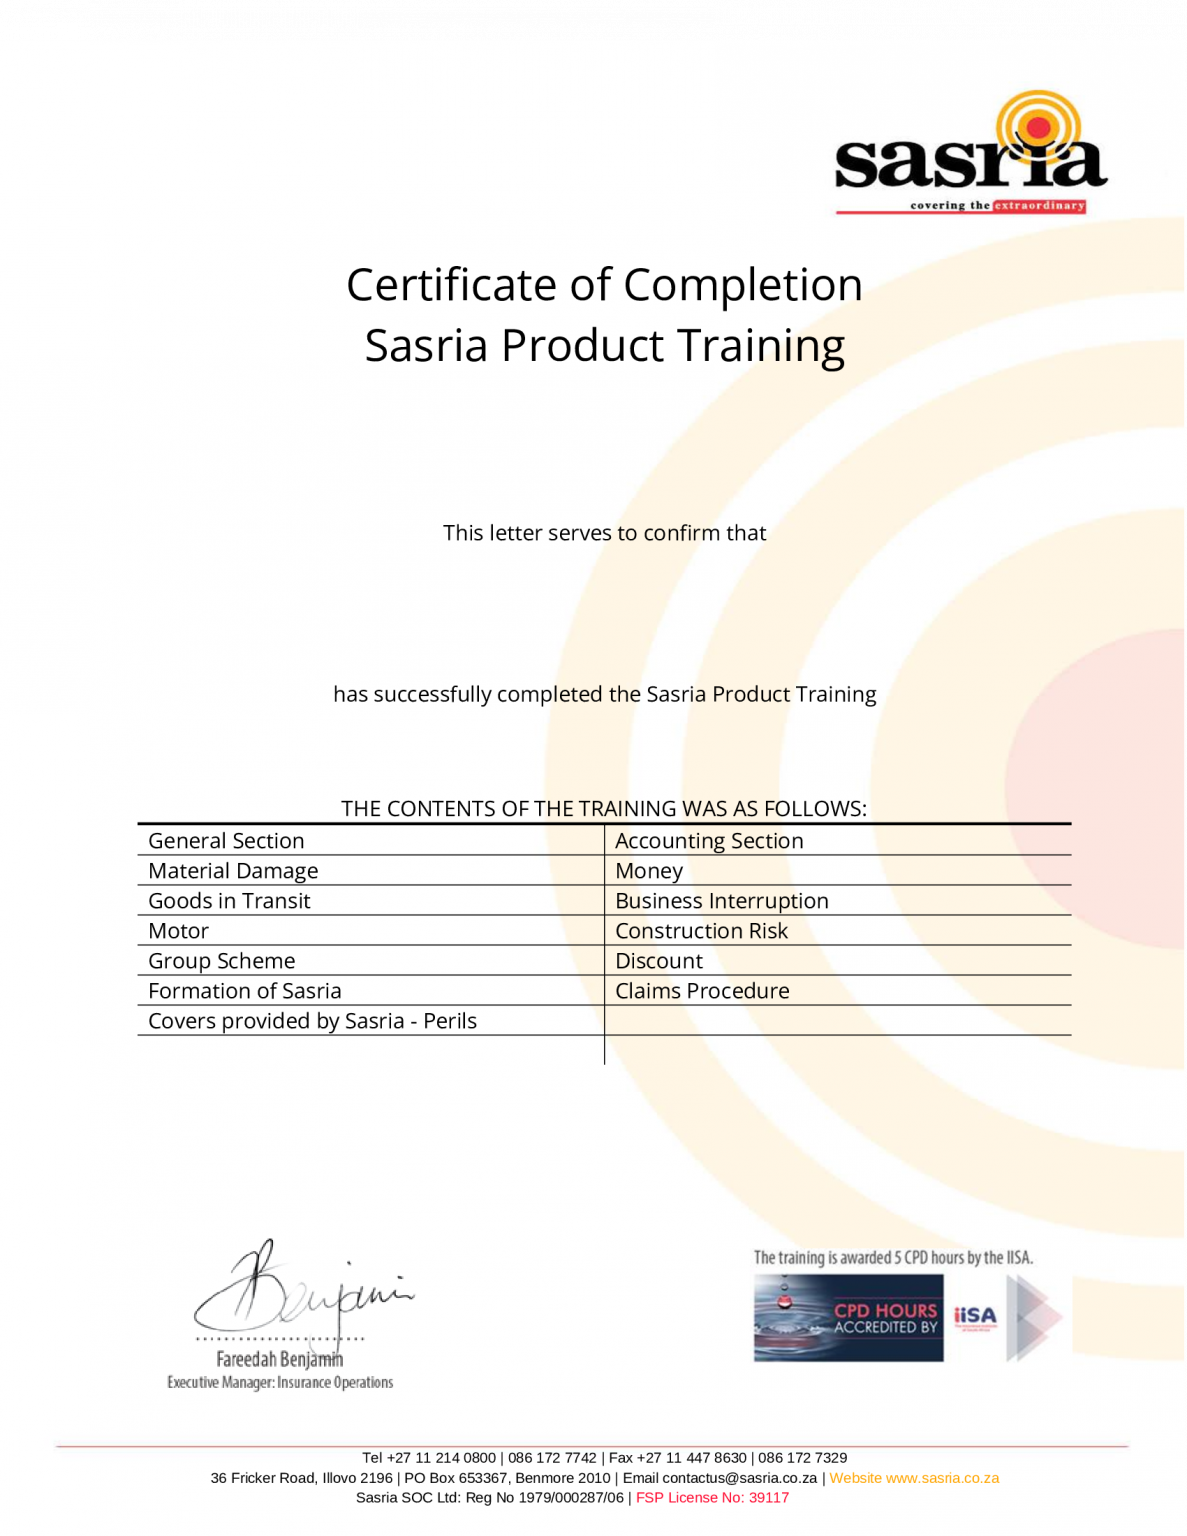 sasria
covering the extraordinary
Certificate of Completion
Sasria Product Training
This letter serves to confirm that
has successfully completed the Sasria Product Training
THE CONTENTS OF THE TRAINING WAS AS FOLLOWS:
General Section Accounting Section
Material Damage Money
Goods in Transit Business Interruption
Motor Construction Risk
Group Scheme Discount
Formation of Sasria Claims Procedure
Covers provided by Sasria - Perils
Benjamin
Fareedah Benjamin
Executive Manager: Insurance Operations
The training is awarded 5 CPD hours by the IISA.
CPD HOURS
ACCREDITED BY
iiSA
Tel +27 11 214 0800 | 086 172 7742 | Fax +27 11 447 8630 | 086 172 7329
36 Fricker Road, Illovo 2196 | PO Box 653367, Benmore 2010 | Email contactus@sasria.co.za | Website www.sasria.co.za
Sasria SOC Ltd: Reg No 1979/000287/06 | FSP License No: 39117